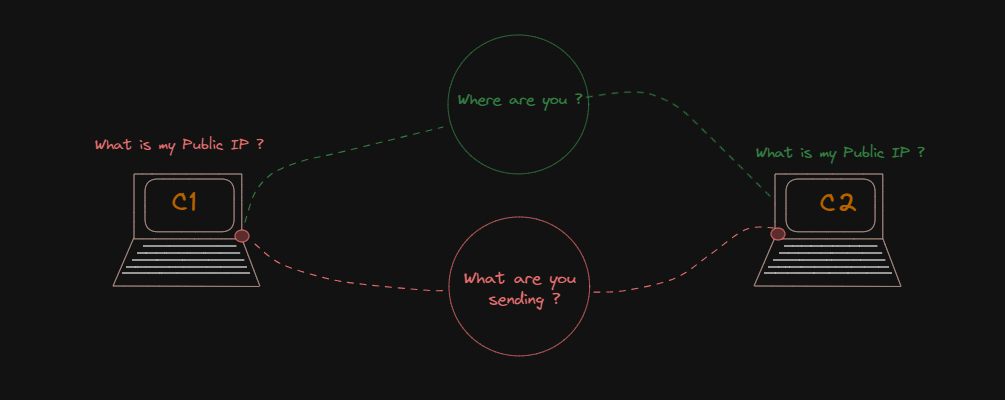 Where are you ?
What is my Public IP ?
What is my Public IP ?
C1
C2
What are you
sending ?